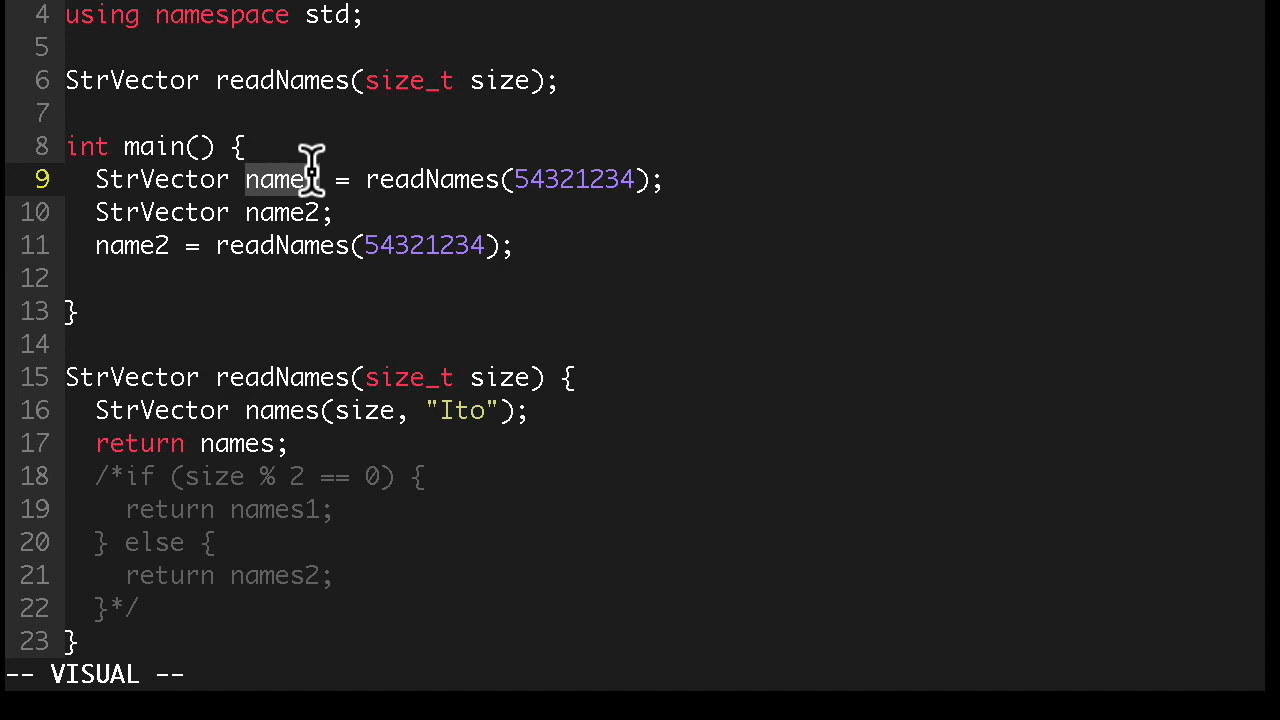 4 using namespace std;
5
6 StrVector readNames(size_t size);
7
8 int main() {
9 StrVector name = readNames(54321234);
10 StrVector name2;
11 name2 = readNames(54321234);
12
13 }
14
15 StrVector readNames(size_t size) {
16 StrVector names(size, "Ito");
17 return names;
18 /*if (size % 2 == 0) {
19 return names1;
20 } else {
21 return names2;
22 }*/
23 }
-- VISUAL --